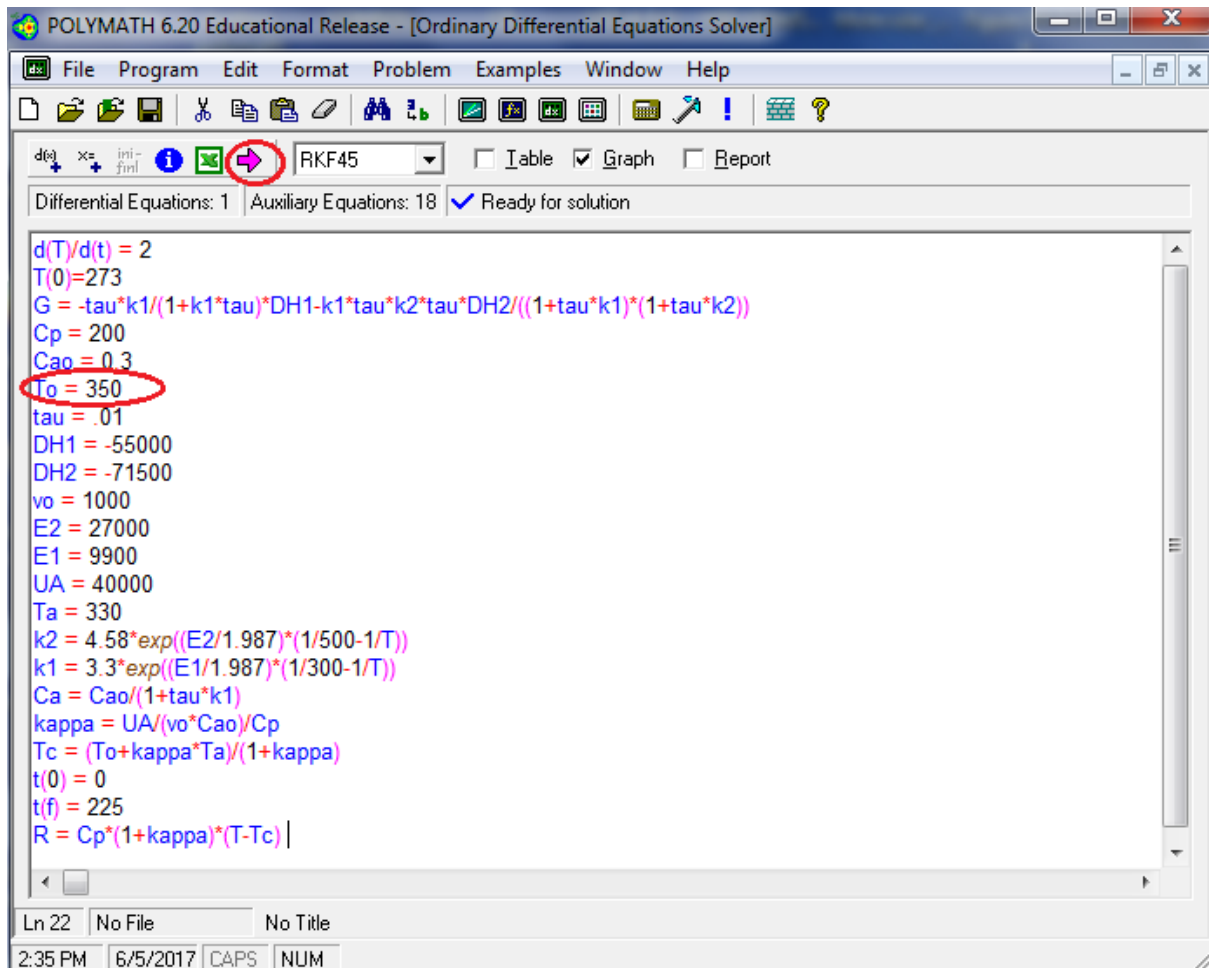 POLYMATH 6.20 Educational Release - [Ordinary Differential Equations Solver]
File Program Edit Format Problem Examples Window Help
d(x) x= ini- finl RKF45 Table Graph Report
Differential Equations: 1 Auxiliary Equations: 18 Ready for solution
d(T)/d(t) = 2
T(0)=273
G = -tau*k1/(1+k1*tau)*DH1-k1*tau*k2*tau*DH2/((1+tau*k1)*(1+tau*k2))
Cp = 200
Cao = 0.3
To = 350
tau = .01
DH1 = -55000
DH2 = -71500
vo = 1000
E2 = 27000
E1 = 9900
UA = 40000
Ta = 330
k2 = 4.58*exp((E2/1.987)*(1/500-1/T))
k1 = 3.3*exp((E1/1.987)*(1/300-1/T))
Ca = Cao/(1+tau*k1)
kappa = UA/(vo*Cao)/Cp
Tc = (To+kappa*Ta)/(1+kappa)
t(0) = 0
t(f) = 225
R = Cp*(1+kappa)*(T-Tc)
Ln 22 No File No Title
2:35 PM 6/5/2017 CAPS NUM